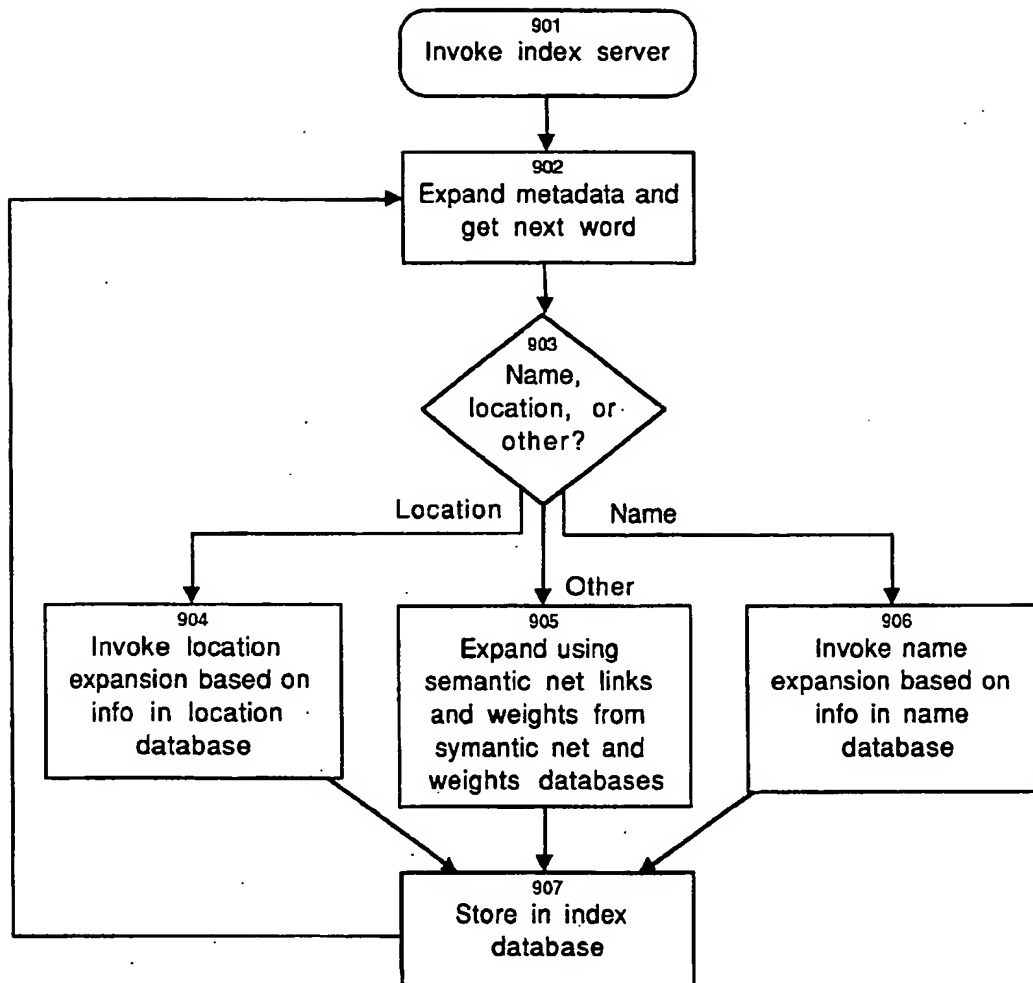 901
Invoke index server
902
Expand metadata and
get next word
903
Name,
location, or
other?
Location
Name
Other
904
Invoke location
expansion based on
info in location
database
905
Expand using
semantic net links
and weights from
symantic net and
weights databases
906
Invoke name
expansion based on
info in name
database
907
Store in index
database